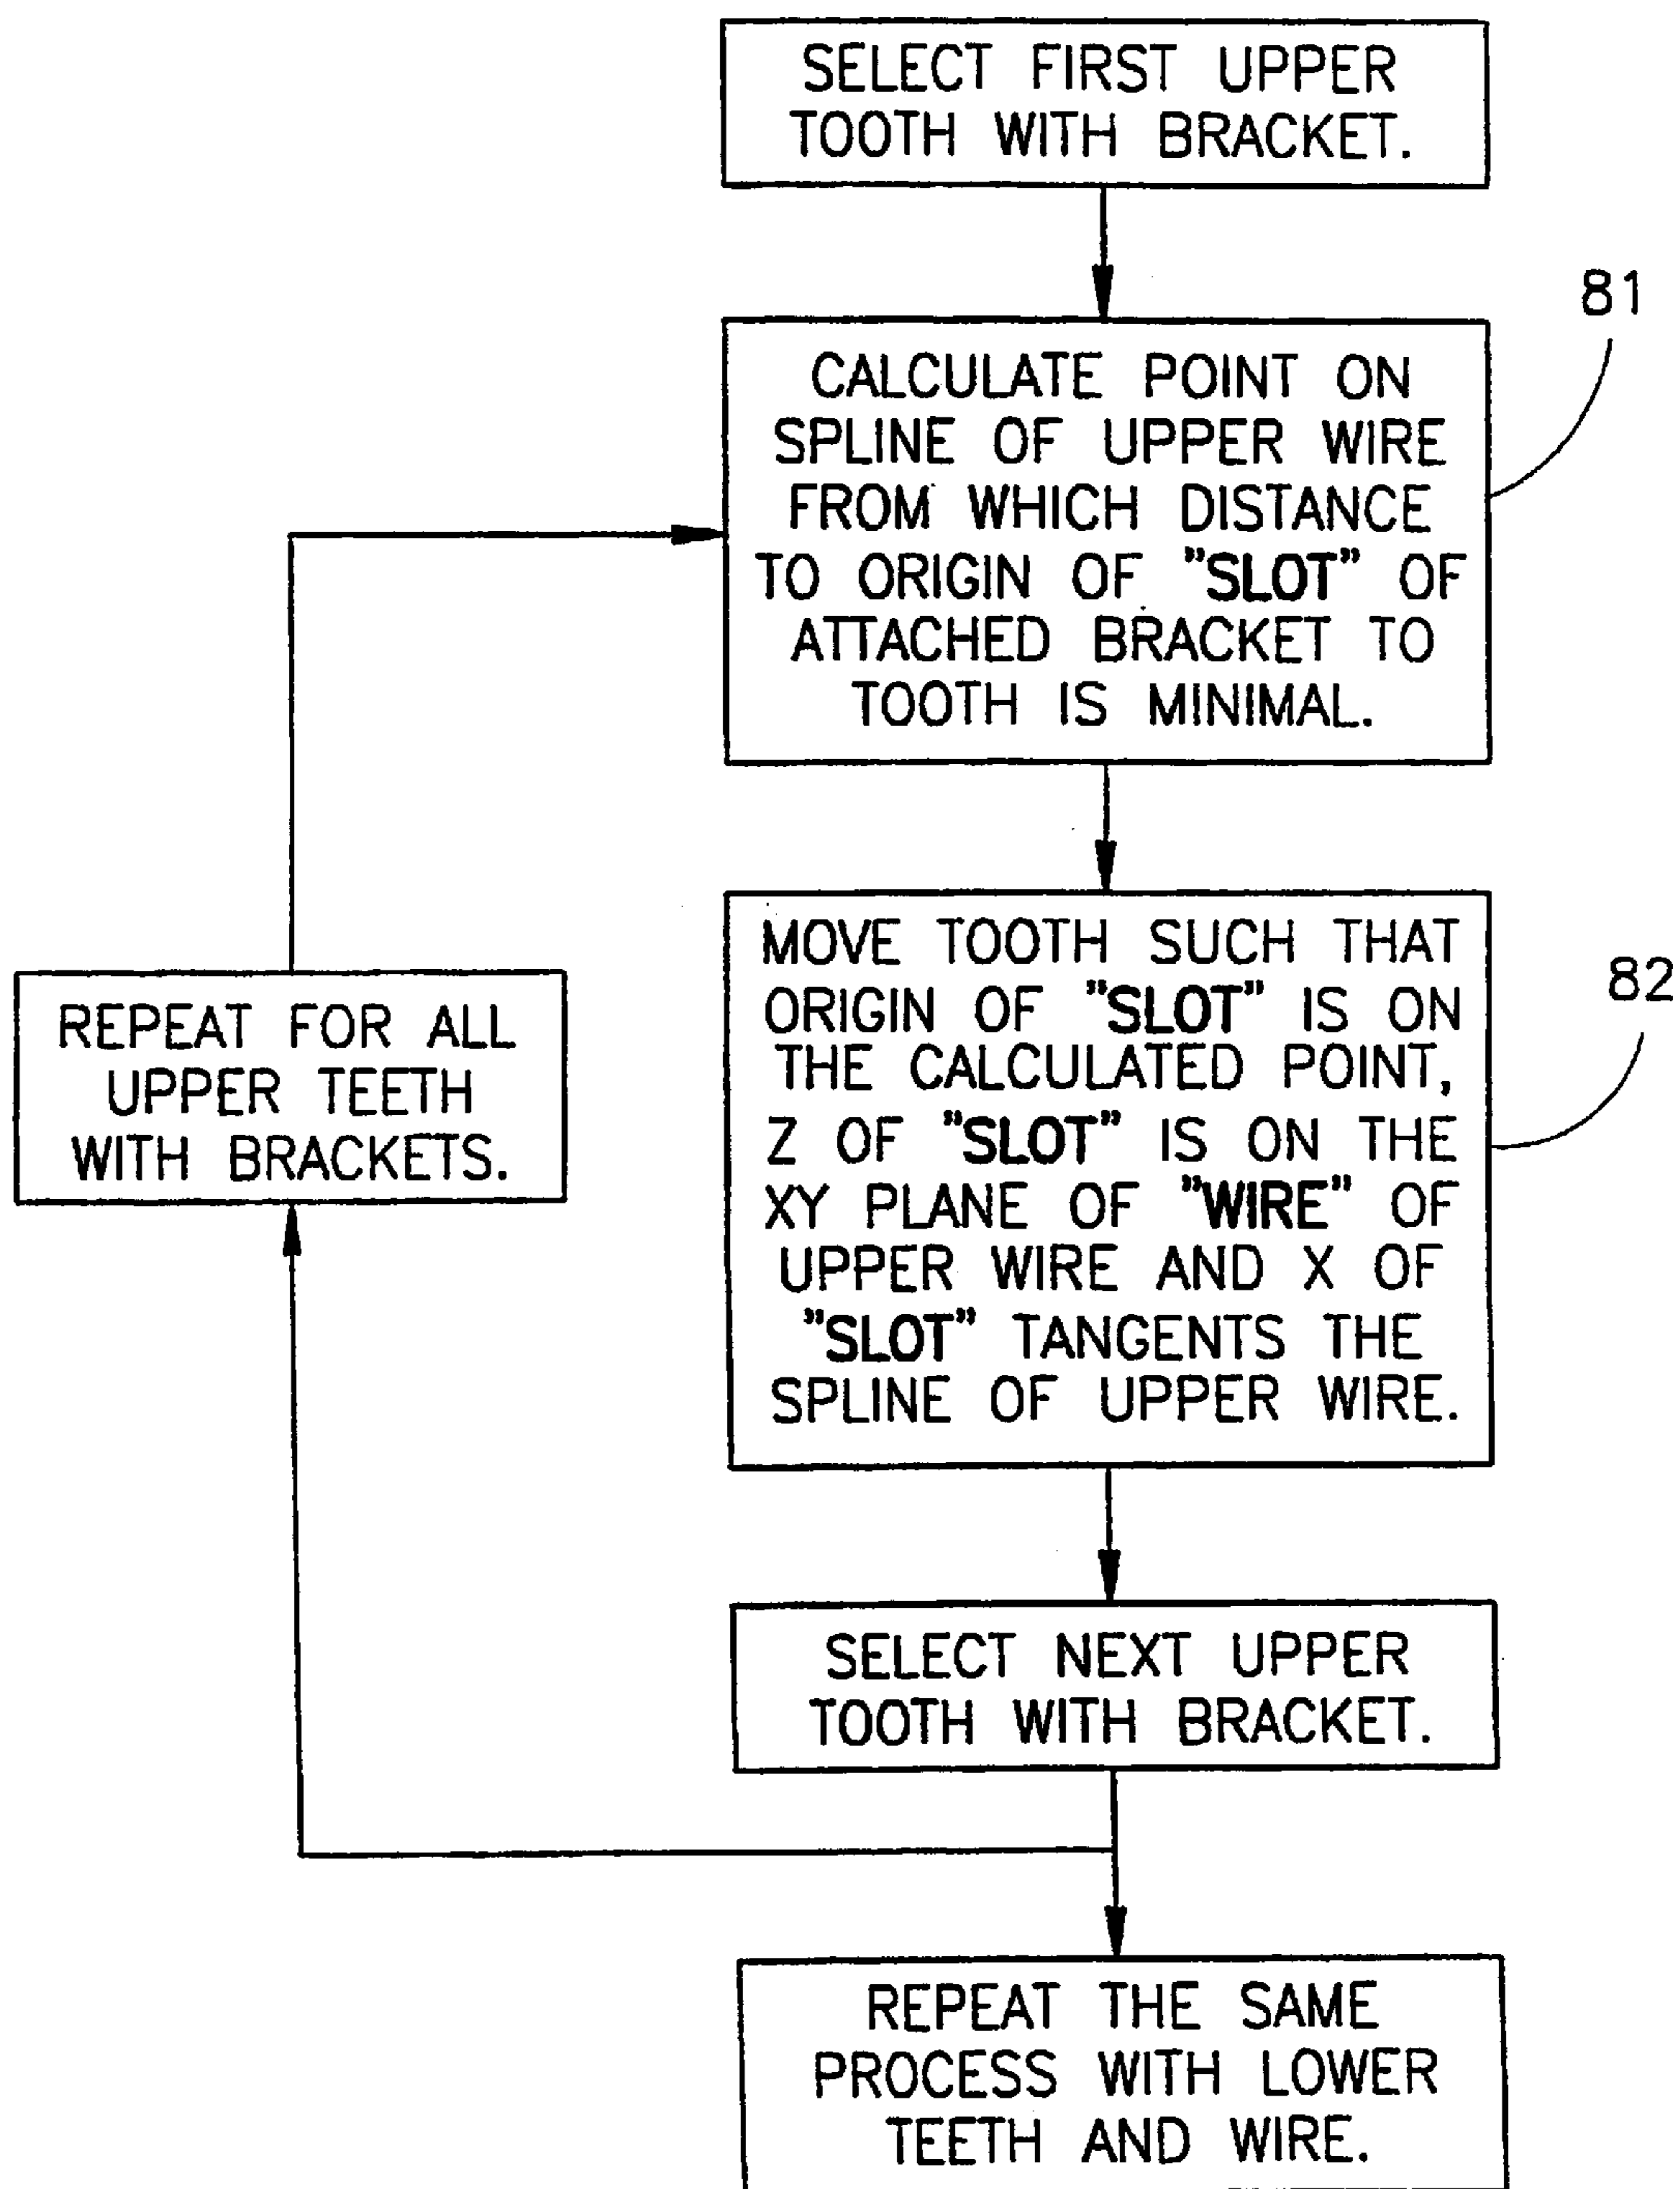 SELECT FIRST UPPER
TOOTH WITH BRACKET.
81
CALCULATE POINT ON
SPLINE OF UPPER WIRE
FROM WHICH DISTANCE
TO ORIGIN OF "SLOT" OF
ATTACHED BRACKET TO
TOOTH IS MINIMAL.
MOVE TOOTH SUCH THAT
ORIGIN OF "SLOT" IS ON
THE CALCULATED POINT,
Z OF "SLOT" IS ON THE
XY PLANE OF "WIRE" OF
UPPER WIRE AND X OF
"SLOT" TANGENTS THE
SPLINE OF UPPER WIRE.
82
REPEAT FOR ALL
UPPER TEETH
WITH BRACKETS.
SELECT NEXT UPPER
TOOTH WITH BRACKET.
REPEAT THE SAME
PROCESS WITH LOWER
TEETH AND WIRE.